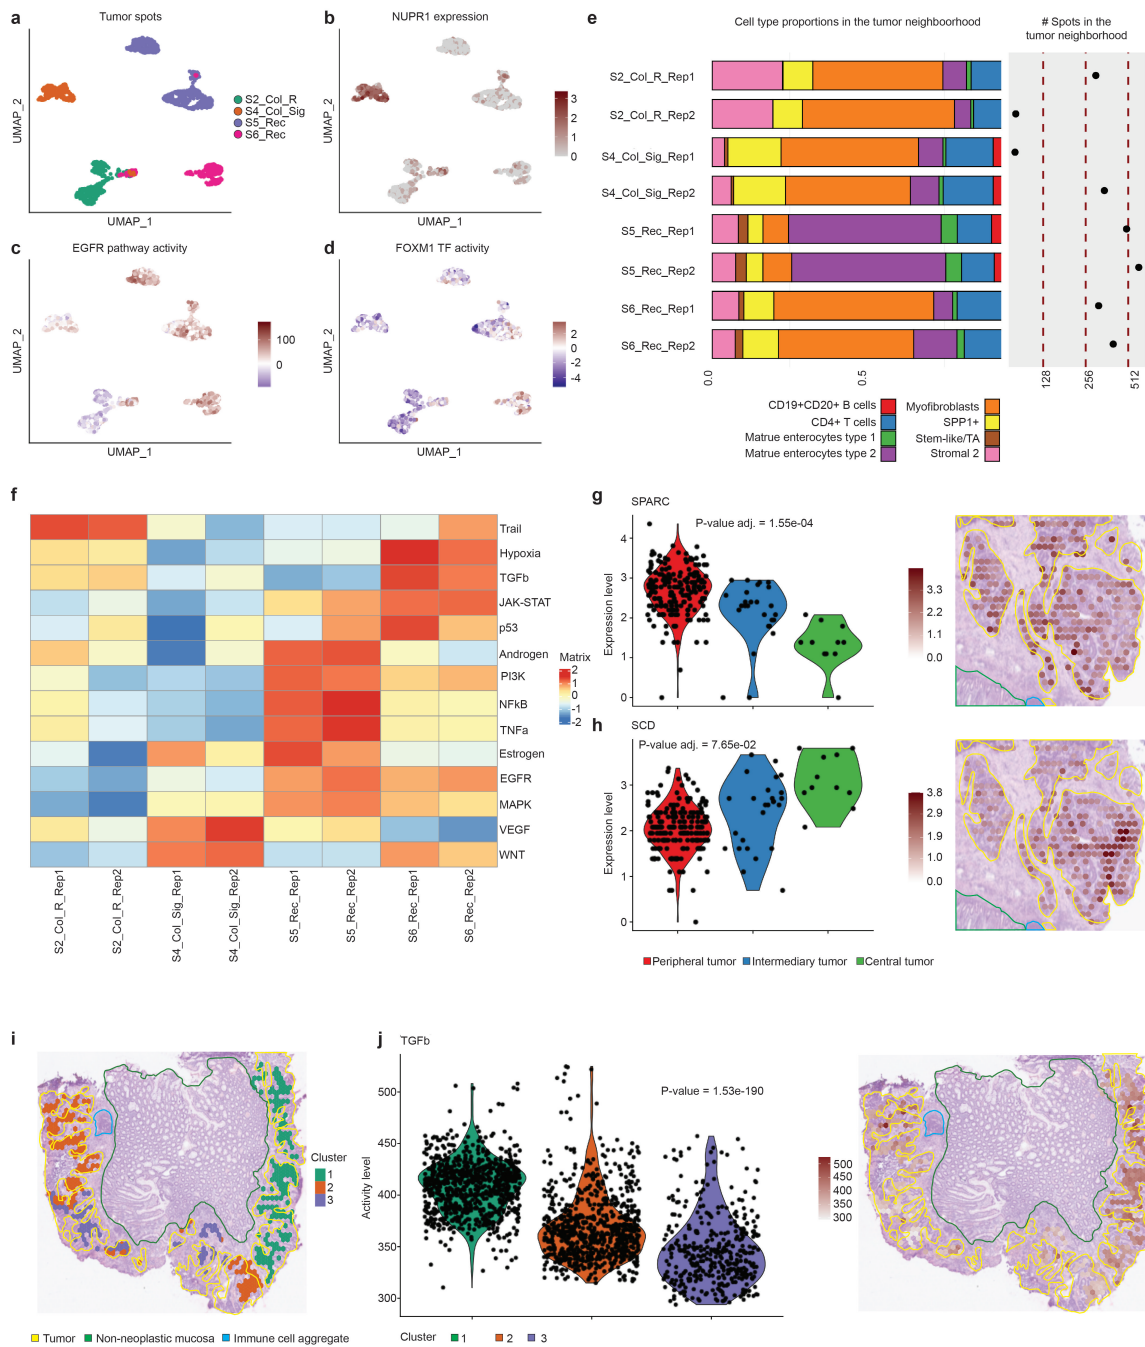 a
Tumor spots
UMAP_2
UMAP_1
S2_Col_R
S4_Col_Sig
S5_Rec
S6_Rec
b
NUPR1 expression
UMAP_2
UMAP_1
3
2
1
0
c
EGFR pathway activity
UMAP_2
UMAP_1
100
0
d
FOXM1 TF activity
UMAP_2
UMAP_1
2
0
-2
-4
e
Cell type proportions in the tumor neighboorhood
# Spots in the
tumor neighborhood
S2_Col_R_Rep1
S2_Col_R_Rep2
S4_Col_Sig_Rep1
S4_Col_Sig_Rep2
S5_Rec_Rep1
S5_Rec_Rep2
S6_Rec_Rep1
S6_Rec_Rep2
0.0
0.5
128
256
512
CD19+CD20+ B cells
CD4+ T cells
Matrue enterocytes type 1
Matrue enterocytes type 2
Myofibroblasts
SPP1+
Stem-like/TA
Stromal 2
f
Trail
Hypoxia
TGFb
JAK-STAT
p53
Androgen
PI3K
NFkB
TNFa
Estrogen
EGFR
MAPK
VEGF
WNT
Matrix
2
1
0
-1
-2
S2_Col_R_Rep1
S2_Col_R_Rep2
S4_Col_Sig_Rep1
S4_Col_Sig_Rep2
S5_Rec_Rep1
S5_Rec_Rep2
S6_Rec_Rep1
S6_Rec_Rep2
g
SPARC
P-value adj. = 1.55e-04
Expression level
4
3
2
1
0
3.3
2.2
1.1
0.0
h
SCD
P-value adj. = 7.65e-02
Expression level
3
2
1
0
3.8
2.9
1.9
1.0
0.0
Peripheral tumor
Intermediary tumor
Central tumor
i
Cluster
1
2
3
Tumor
Non-neoplastic mucosa
Immune cell aggregate
j
TGFb
P-value = 1.53e-190
Activity level
500
450
400
350
300
Cluster
1
2
3
500
450
400
350
300